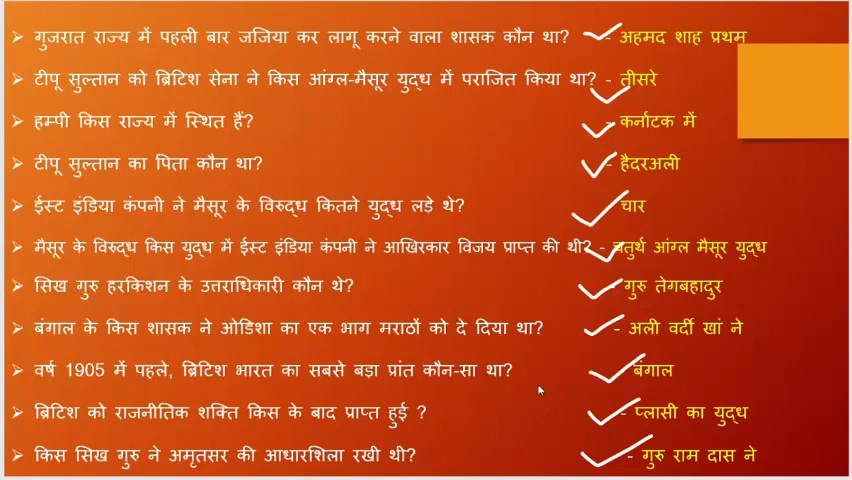 ➢ गुजरात राज्य में पहली बार जजिया कर लागू करने वाला शासक कौन था? - अहमद शाह प्रथम
➢ टीपू सुल्तान को ब्रिटिश सेना ने किस आंग्ल-मैसूर युद्ध में पराजित किया था? - तीसरे
➢ हम्पी किस राज्य में स्थित हैं? - कर्नाटक में
➢ टीपू सुल्तान का पिता कौन था? - हैदरअली
➢ ईस्ट इंडिया कंपनी ने मैसूर के विरुद्ध कितने युद्ध लड़े थे? चार
➢ मैसूर के विरुद्ध किस युद्ध में ईस्ट इंडिया कंपनी ने आखिरकार विजय प्राप्त की थी? - चतुर्थ आंग्ल मैसूर युद्ध
➢ सिख गुरु हरकिशन के उत्तराधिकारी कौन थे? - गुरु तेगबहादुर
➢ बंगाल के किस शासक ने ओडिशा का एक भाग मराठों को दे दिया था? - अली वर्दी खां ने
➢ वर्ष 1905 में पहले, ब्रिटिश भारत का सबसे बड़ा प्रांत कौन-सा था? बंगाल
➢ ब्रिटिश को राजनीतिक शक्ति किस के बाद प्राप्त हुई ? - प्लासी का युद्ध
➢ किस सिख गुरु ने अमृतसर की आधारशिला रखी थी? - गुरु राम दास ने